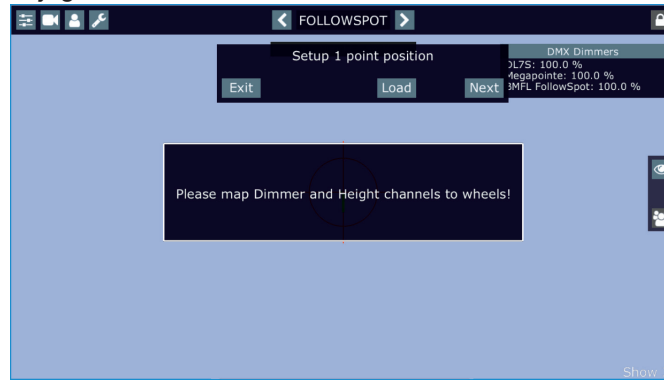 FOLLOWSPOT
Setup 1 point position
Exit
Load
Next
DMX Dimmers
DL7S: 100.0 %
Megapointe: 100.0 %
BMFL FollowSpot: 100.0 %
Please map Dimmer and Height channels to wheels!
Show